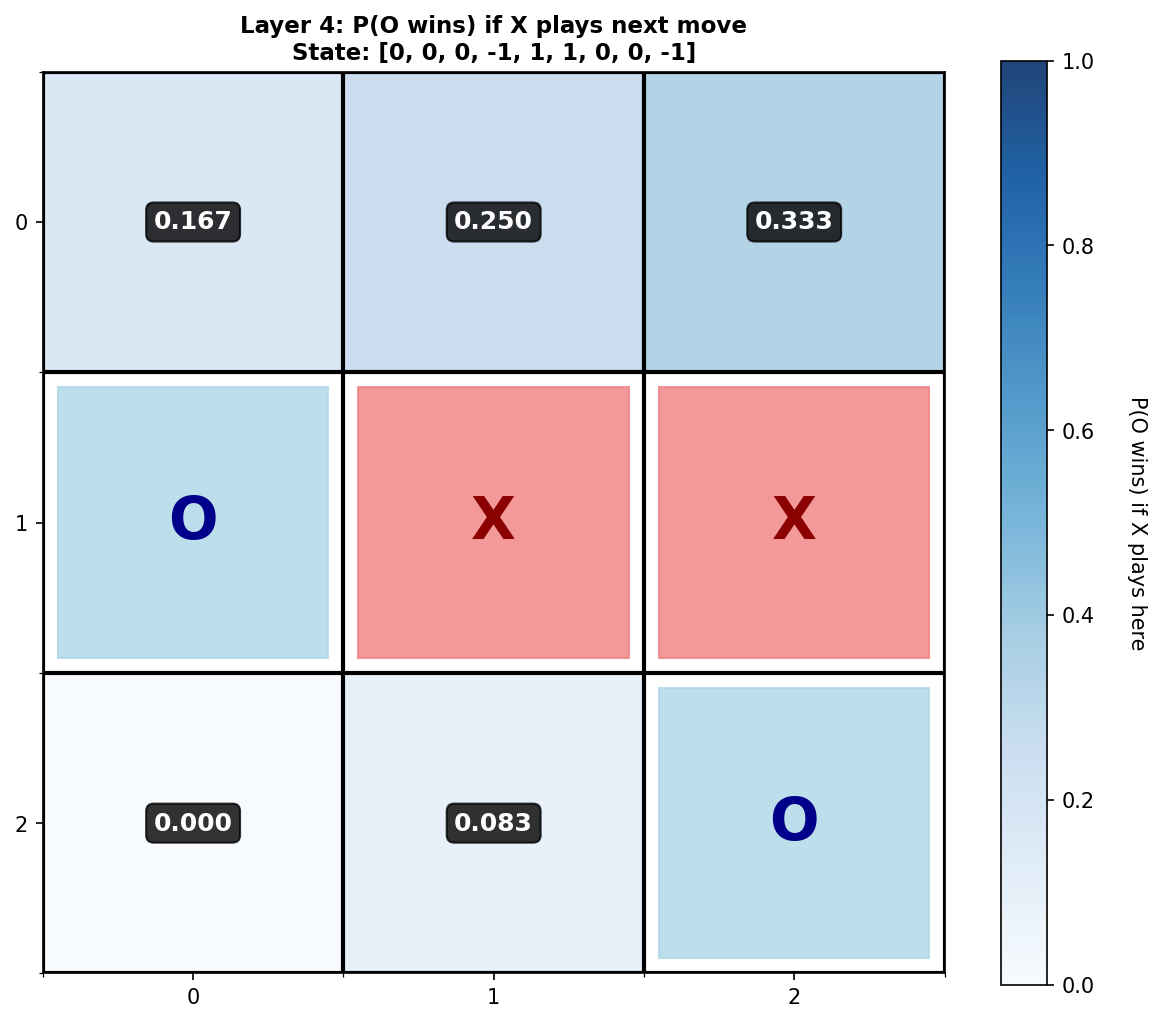 Layer 4: P(O wins) if X plays next move
State: [0, 0, 0, -1, 1, 1, 0, 0, -1]
0
0.167
0.250
0.333
1
O
X
X
2
0.000
0.083
O
0
1
2
1.0
0.8
0.6
0.4
0.2
0.0
P(O wins) if X plays here